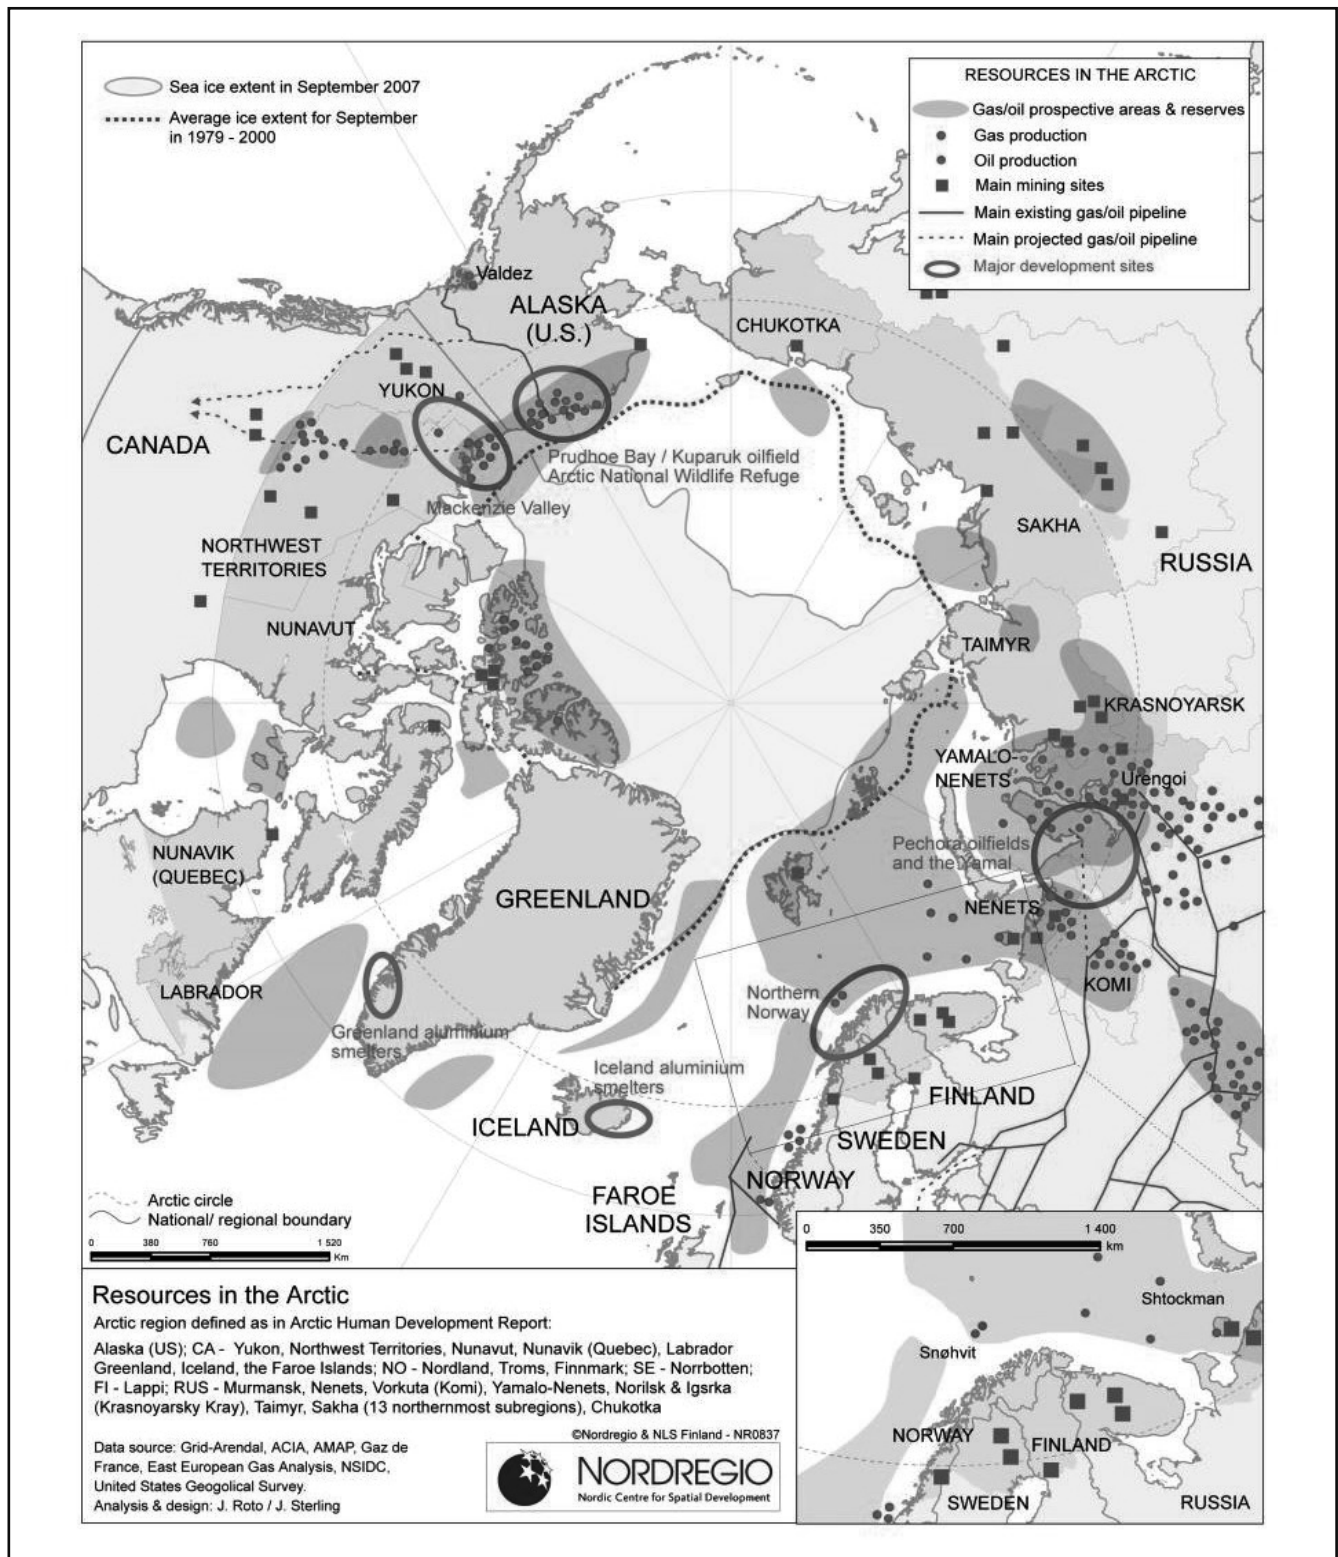 Sea ice extent in September 2007
Average ice extent for September
in 1979 - 2000
RESOURCES IN THE ARCTIC
Gas/oil prospective areas & reserves
Gas production
Oil production
Main mining sites
Main existing gas/oil pipeline
Main projected gas/oil pipeline
Major development sites
Valdez
ALASKA
(U.S.)
CHUKOTKA
YUKON
CANADA
Prudhoe Bay / Kuparuk oilfield
Arctic National Wildlife Refuge
Mackenzie Valley
SAKHA
NORTHWEST
TERRITORIES
RUSSIA
NUNAVUT
TAIMYR
KRASNOYARSK
YAMALO-
NENETS
Urengoi
Pechora oilfields
and the Yamal
NUNAVIK
(QUEBEC)
GREENLAND
NENETS
LABRADOR
KOMI
Northern
Norway
Greenland aluminium
smelters
Iceland aluminium
smelters
FINLAND
ICELAND
SWEDEN
NORWAY
FAROE
ISLANDS
Arctic circle
National/ regional boundary
0 380 760 1 520
Km
0 350 700 1 400
km
Shtockman
Snøhvit
NORWAY
FINLAND
SWEDEN
RUSSIA
Resources in the Arctic
Arctic region defined as in Arctic Human Development Report:
Alaska (US); CA - Yukon, Northwest Territories, Nunavut, Nunavik (Quebec), Labrador
Greenland, Iceland, the Faroe Islands; NO - Nordland, Troms, Finnmark; SE - Norrbotten;
FI - Lappi; RUS - Murmansk, Nenets, Vorkuta (Komi), Yamalo-Nenets, Norilsk & Igsrka
(Krasnoyarsky Kray), Taimyr, Sakha (13 northernmost subregions), Chukotka
©Nordregio & NLS Finland - NR0837
Data source: Grid-Arendal, ACIA, AMAP, Gaz de
France, East European Gas Analysis, NSIDC,
United States Geogolical Survey.
Analysis & design: J. Roto / J. Sterling
NORDREGIO
Nordic Centre for Spatial Development